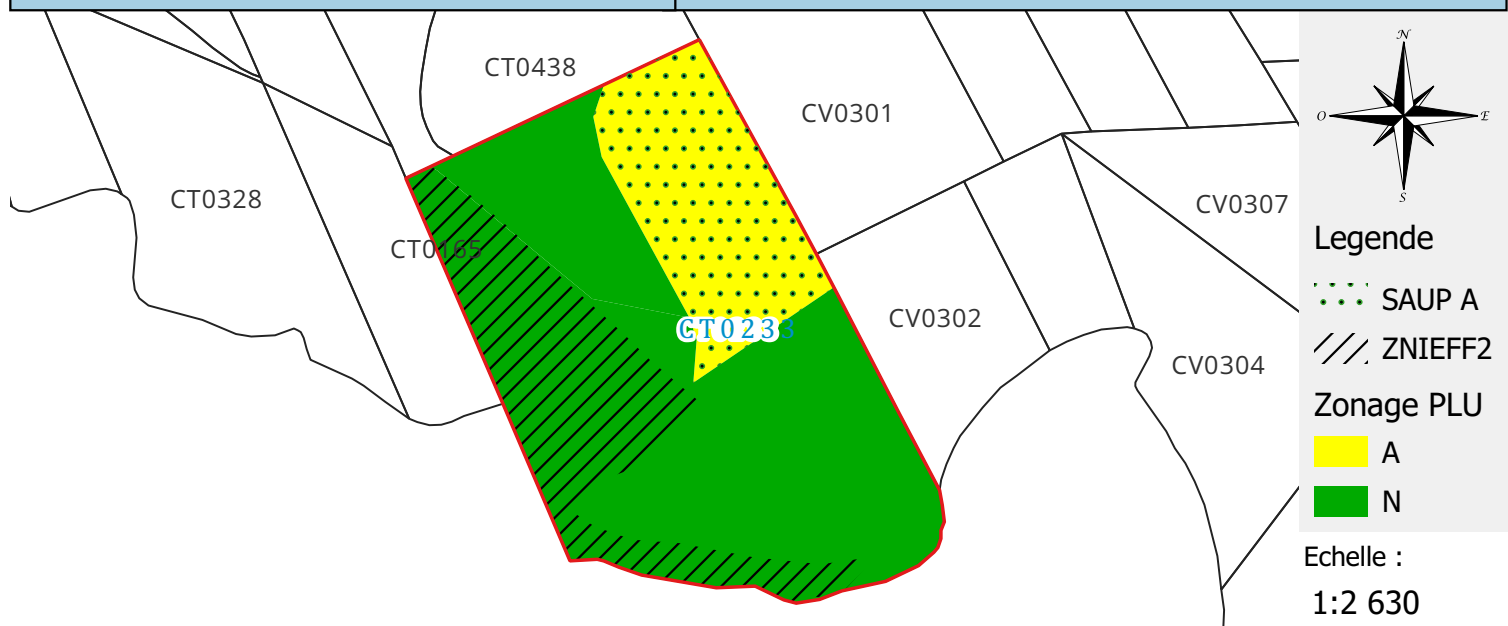 CT0438
CV0301
CT0328
CV0307
CT0165
CT0233
CV0302
CV0304
N
O
E
S
Legende
SAUP A
ZNIEFF2
Zonage PLU
A
N
Echelle :
1:2 630